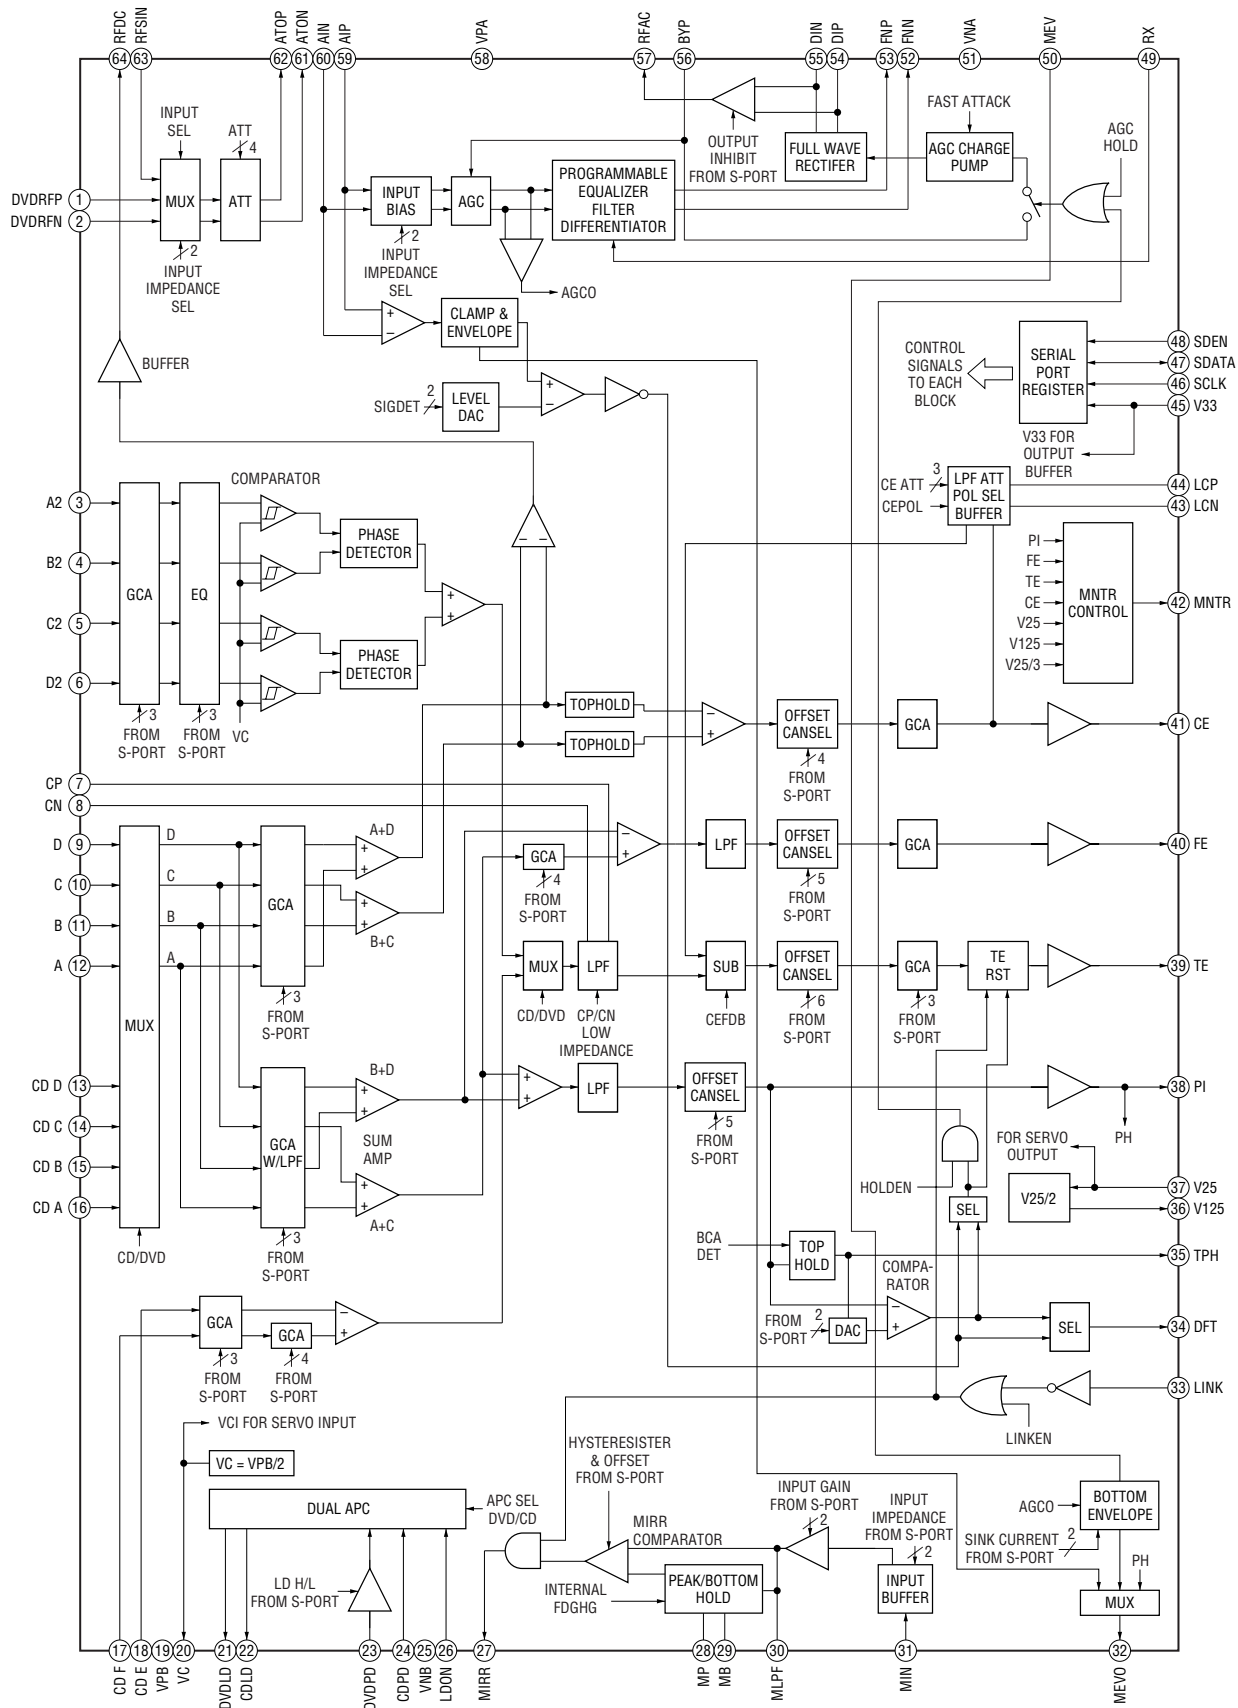 RFDC
RFSIN
ATOP
ATON
AIN
AIP
VPA
RFAC
BYP
DIN
DIP
FNP
FNN
VNA
MEV
RX
64
63
62
61
60
59
58
57
56
55
54
53
52
51
50
49
INPUT
SEL
ATT
4
DVDRFP 1
DVDRFN 2
MUX
ATT
2
INPUT
IMPEDANCE
SEL
INPUT
BIAS
2
INPUT
IMPEDANCE
SEL
AGC
PROGRAMMABLE
EQUALIZER
FILTER
DIFFERENTIATOR
AGCO
OUTPUT
INHIBIT
FROM S-PORT
FULL WAVE
RECTIFER
FAST ATTACK
AGC CHARGE
PUMP
AGC
HOLD
BUFFER
+
−
CLAMP &
ENVELOPE
SIGDET
2
LEVEL
DAC
+
−
CONTROL
SIGNALS
TO EACH
BLOCK
SERIAL
PORT
REGISTER
48 SDEN
47 SDATA
46 SCLK
45 V33
V33 FOR
OUTPUT
BUFFER
CE ATT
3
CEPOL
LPF ATT
POL SEL
BUFFER
44 LCP
43 LCN
PI
FE
TE
CE
V25
V125
V25/3
MNTR
CONTROL
42 MNTR
COMPARATOR
A2 3
B2 4
C2 5
D2 6
GCA
EQ
3
FROM
S-PORT
3
FROM
S-PORT
VC
PHASE
DETECTOR
PHASE
DETECTOR
+
+
− −
TOPHOLD
TOPHOLD
−
+
OFFSET
CANSEL
4
FROM
S-PORT
GCA
41 CE
CP 7
CN 8
D 9
C 10
B 11
A 12
D
C
B
A
MUX
GCA
3
FROM
S-PORT
A+D
+
+
+
+
B+C
GCA
4
FROM
S-PORT
−
+
LPF
OFFSET
CANSEL
5
FROM
S-PORT
GCA
40 FE
MUX
CD/DVD
LPF
CP/CN
LOW
IMPEDANCE
SUB
CEFDB
OFFSET
CANSEL
6
FROM
S-PORT
GCA
3
FROM
S-PORT
TE
RST
39 TE
CD D 13
CD C 14
CD B 15
CD A 16
CD/DVD
GCA
W/LPF
3
FROM
S-PORT
B+D
+
+
SUM
AMP
+
+
A+C
+
+
LPF
OFFSET
CANSEL
5
FROM
S-PORT
38 PI
PH
HOLDEN
SEL
FOR SERVO
OUTPUT
V25/2
37 V25
36 V125
BCA
DET
TOP
HOLD
35 TPH
COMPA-
RATOR
FROM
S-PORT
2
DAC
−
+
SEL
34 DFT
GCA
3
FROM
S-PORT
GCA
4
FROM
S-PORT
−
+
33 LINK
LINKEN
VCI FOR SERVO INPUT
VC = VPB/2
DUAL APC
APC SEL
DVD/CD
LD H/L
FROM S-PORT
HYSTERESISTER
& OFFSET
FROM S-PORT
MIRR
COMPARATOR
INTERNAL
FDGHG
PEAK/BOTTOM
HOLD
INPUT GAIN
FROM S-PORT
2
INPUT
IMPEDANCE
FROM S-PORT
2
INPUT
BUFFER
AGCO
BOTTOM
ENVELOPE
SINK CURRENT
FROM S-PORT
2
PH
MUX
17
18
19
20
21
22
23
24
25
26
27
28
29
30
31
32
CD F
CD E
VPB
VC
DVDLD
CDLD
DVDPD
CDPD
VNB
LDON
MIRR
MP
MB
MLPF
MIN
MEVO